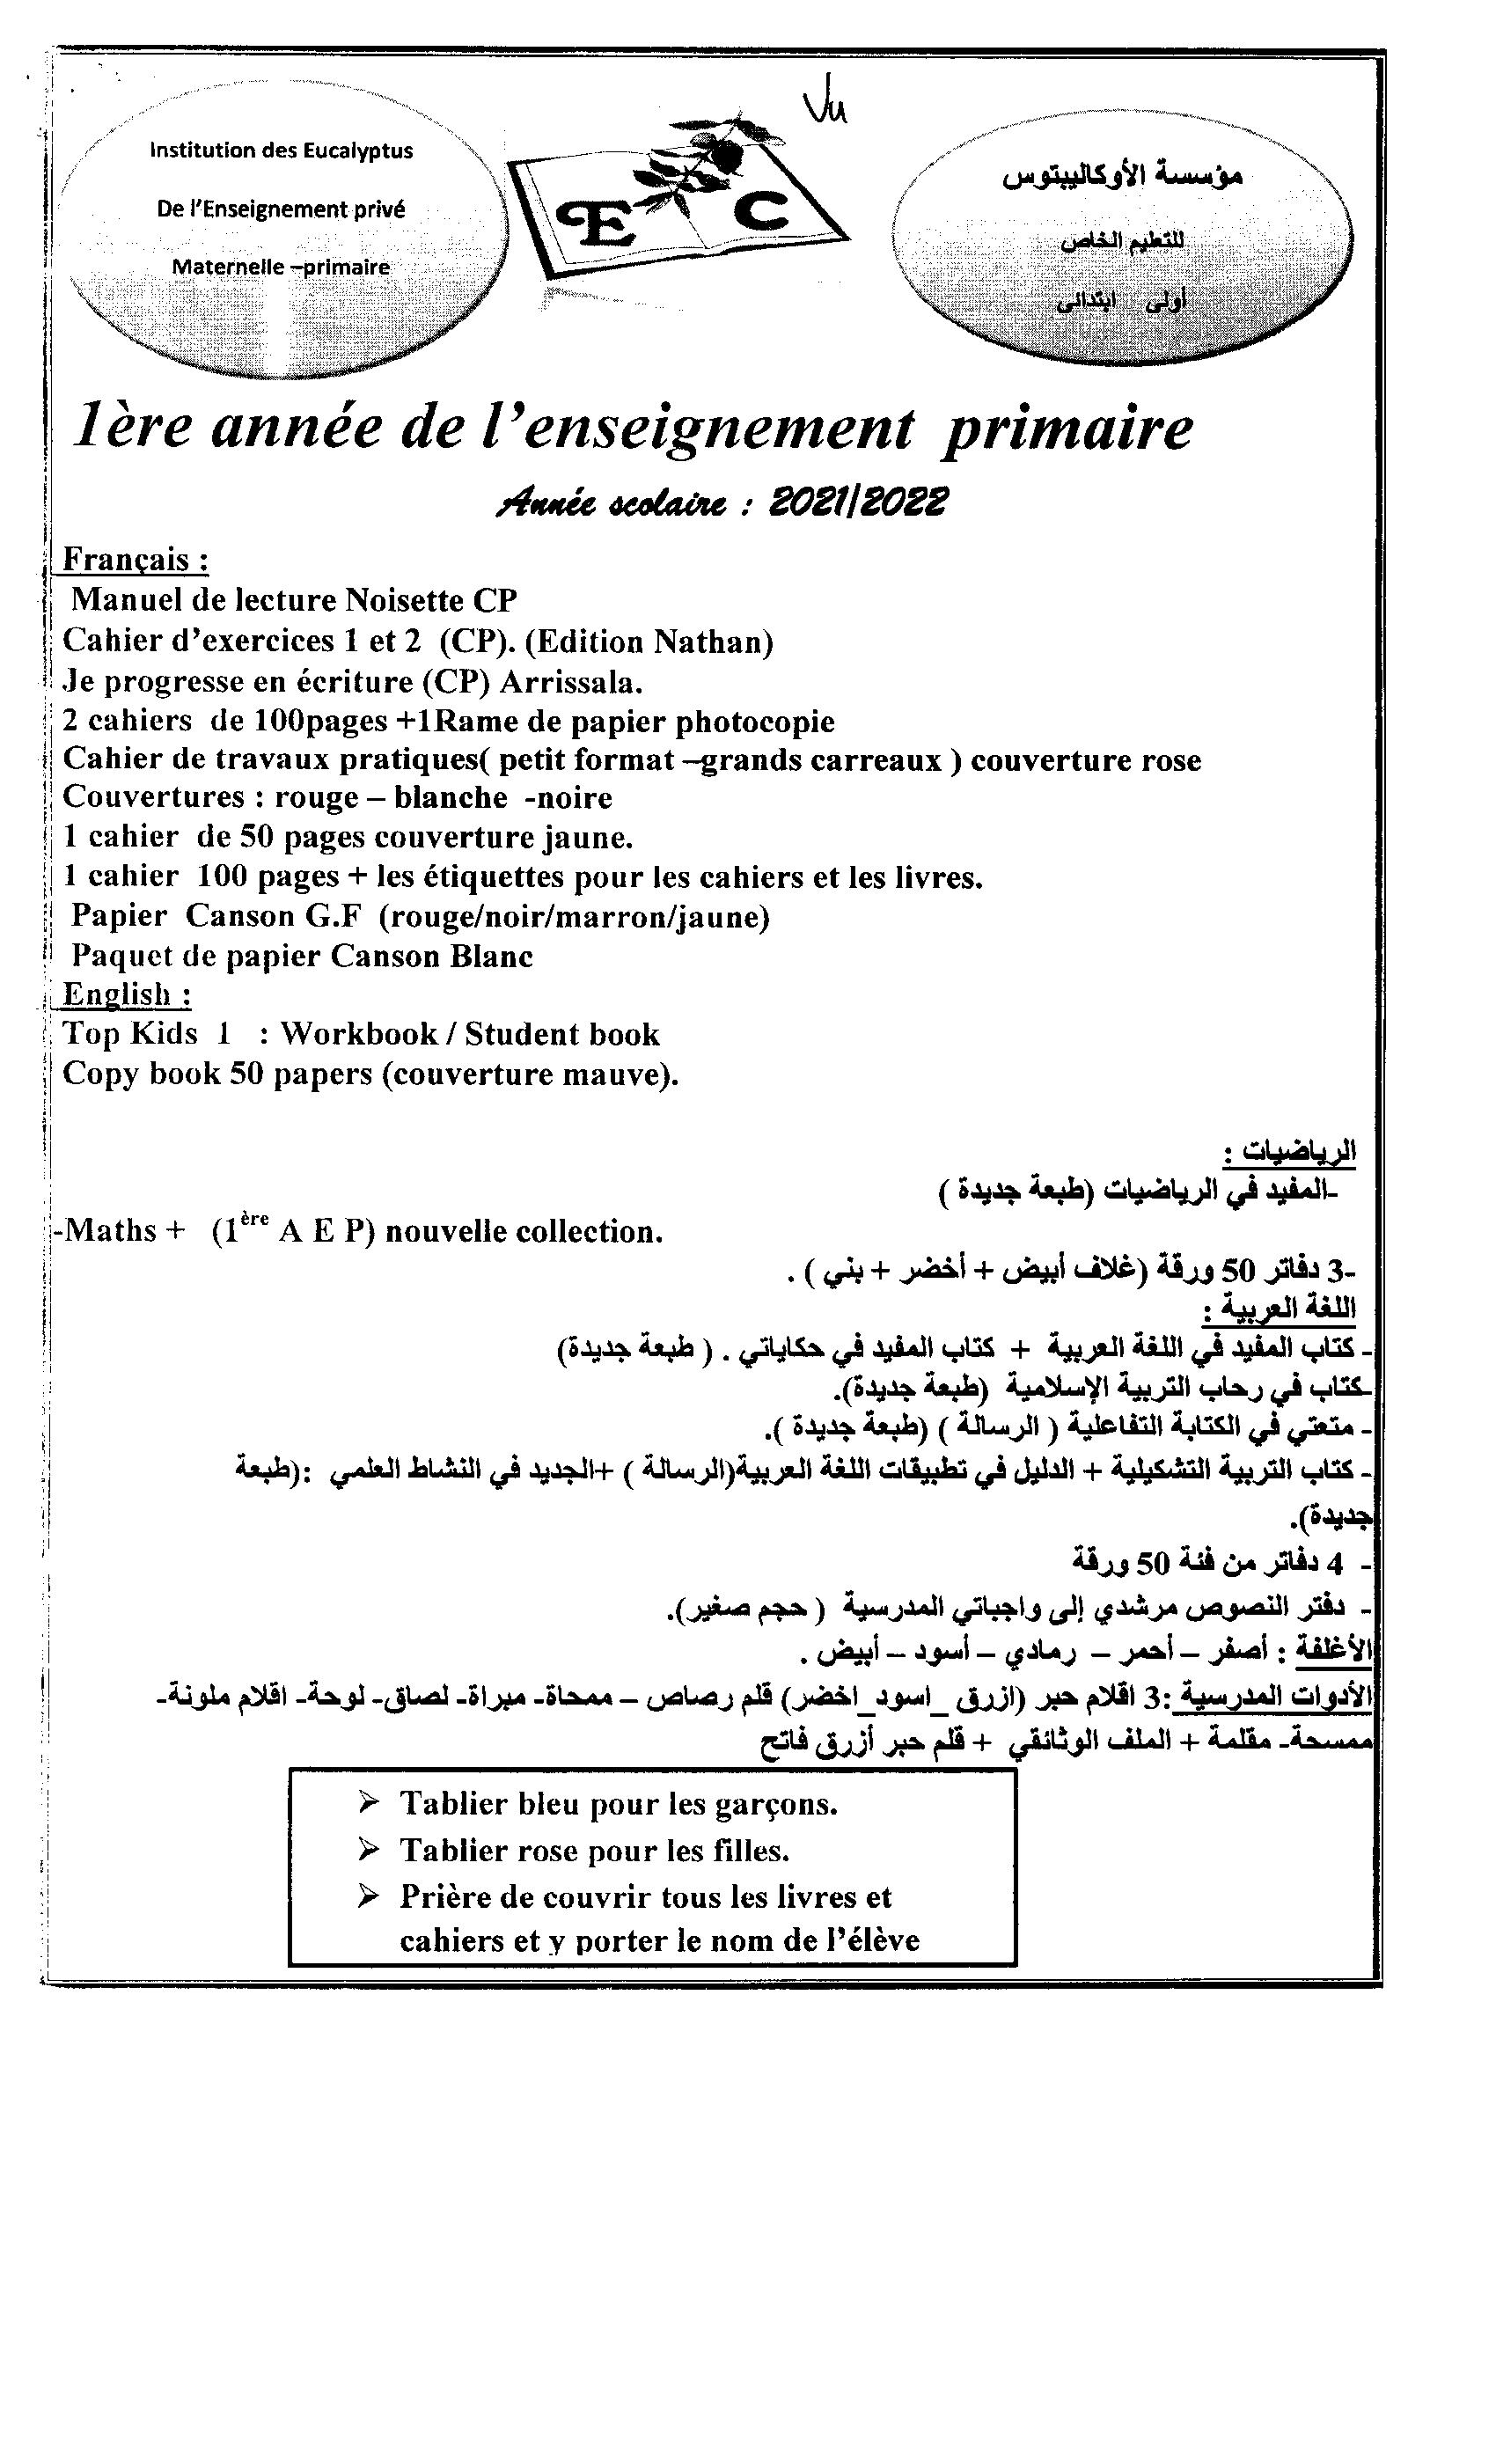 Vu
Institution des Eucalyptus
De l'Enseignement privé
Maternelle –primaire
E C
مؤسسة الأوكاليبتوس
للتعليم الخاص
أولى ابتدائي
1ère année de l'enseignement primaire
Année scolaire : 2021/2022
Français :
Manuel de lecture Noisette CP
Cahier d'exercices 1 et 2 (CP). (Edition Nathan)
Je progresse en écriture (CP) Arrissala.
2 cahiers de 100pages +1Rame de papier photocopie
Cahier de travaux pratiques( petit format –grands carreaux ) couverture rose
Couvertures : rouge – blanche -noire
1 cahier de 50 pages couverture jaune.
1 cahier 100 pages + les étiquettes pour les cahiers et les livres.
Papier Canson G.F (rouge/noir/marron/jaune)
Paquet de papier Canson Blanc
English :
Top Kids 1 : Workbook / Student book
Copy book 50 papers (couverture mauve).
الرياضيات :
-المفيد في الرياضيات (طبعة جديدة )
-Maths + (1ère A E P) nouvelle collection.
-3 دفاتر 50 ورقة (غلاف أبيض + أخضر + بني ) .
اللغة العربية :
- كتاب المفيد في اللغة العربية + كتاب المفيد في حكاياتي . ( طبعة جديدة)
-كتاب في رحاب التربية الإسلامية (طبعة جديدة).
- متعتي في الكتابة التفاعلية ( الرسالة ) (طبعة جديدة ).
- كتاب التربية التشكيلية + الدليل في تطبيقات اللغة العربية(الرسالة ) +الجديد في النشاط العلمي :(طبعة
جديدة).
- 4 دفاتر من فئة 50 ورقة
- دفتر النصوص مرشدي إلى واجباتي المدرسية ( حجم صغير).
الأغلفة : أصفر – أحمر – رمادي – أسود – أبيض .
الأدوات المدرسية :3 اقلام حبر (ازرق _اسود_اخضر) قلم رصاص – ممحاة- مبراة- لصاق- لوحة- اقلام ملونة-
ممسحة- مقلمة + الملف الوثائقي + قلم حبر أزرق فاتح
➢ Tablier bleu pour les garçons.
➢ Tablier rose pour les filles.
➢ Prière de couvrir tous les livres et
cahiers et y porter le nom de l'élève